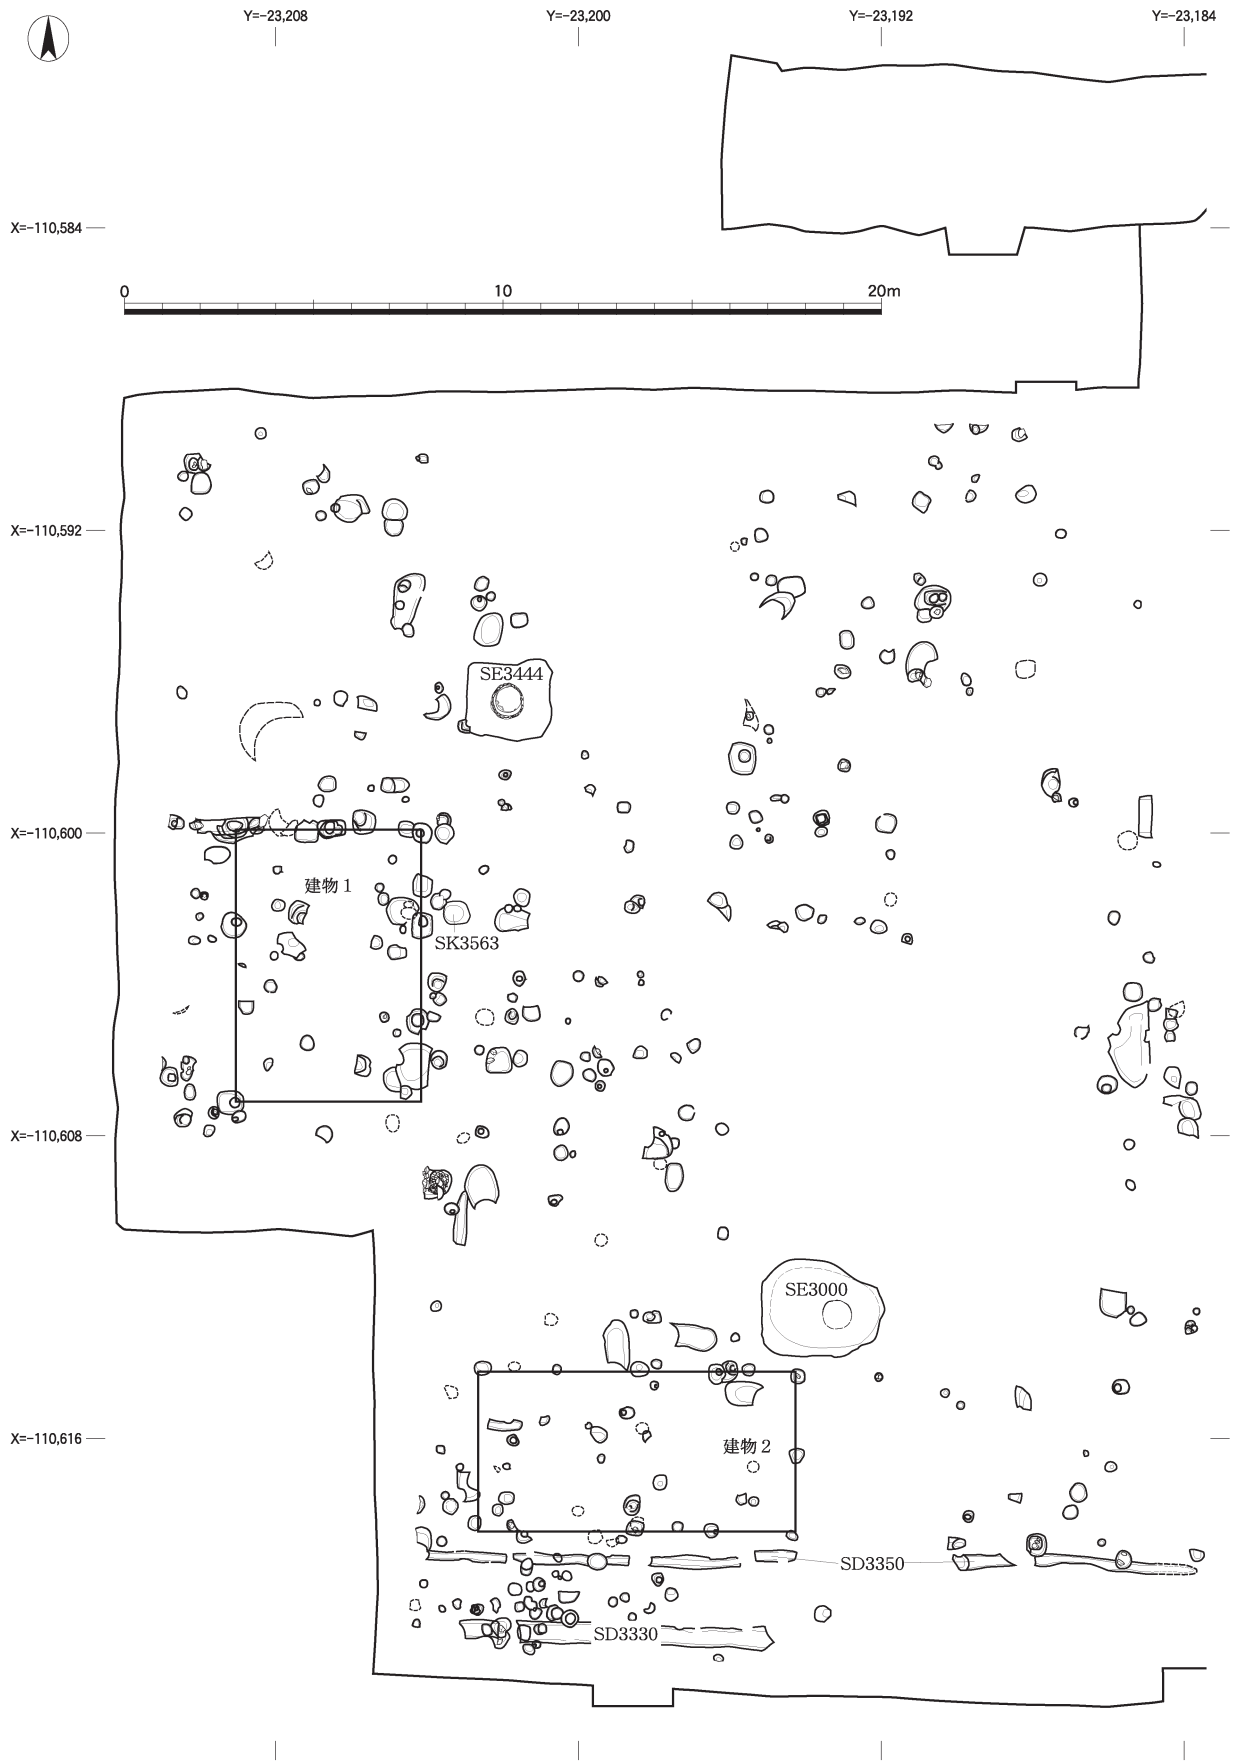 Y=-23,208
Y=-23,200
Y=-23,192
Y=-23,184
X=-110,584
0
10
20m
X=-110,592
SE3444
X=-110,600
建物1
SK3563
X=-110,608
SE3000
X=-110,616
建物2
SD3350
SD3330